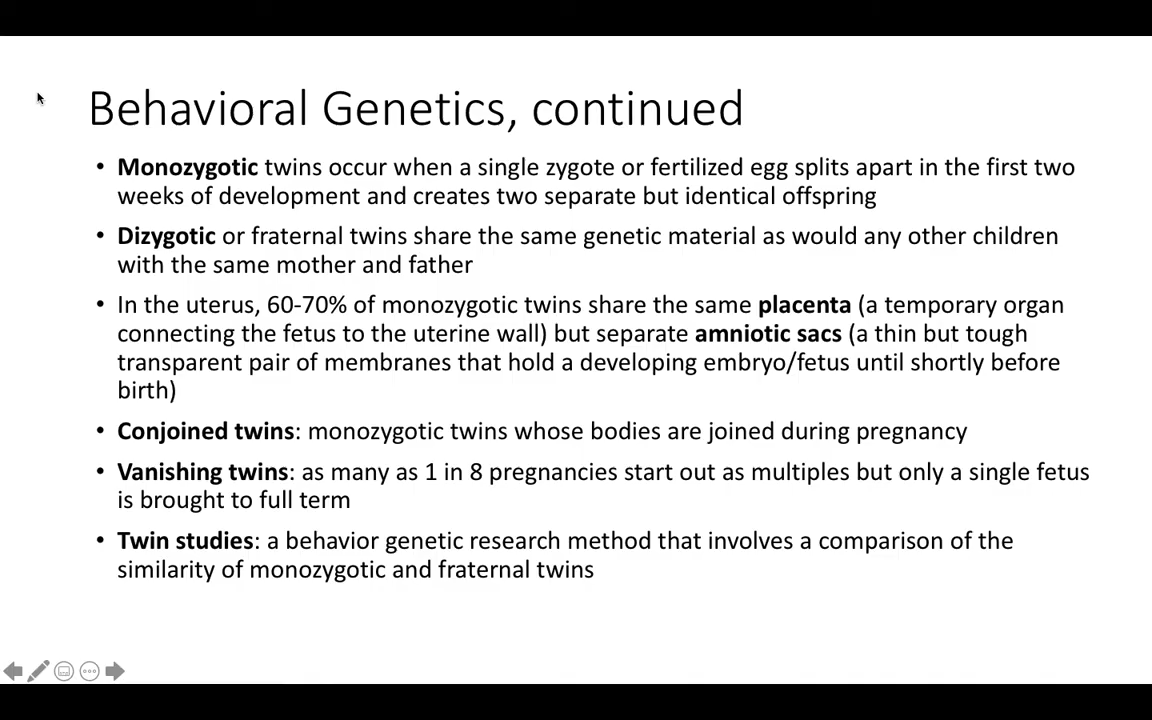 Behavioral Genetics, continued
• Monozygotic twins occur when a single zygote or fertilized egg splits apart in the first two
weeks of development and creates two separate but identical offspring
• Dizygotic or fraternal twins share the same genetic material as would any other children
with the same mother and father
• In the uterus, 60-70% of monozygotic twins share the same placenta (a temporary organ
connecting the fetus to the uterine wall) but separate amniotic sacs (a thin but tough
transparent pair of membranes that hold a developing embryo/fetus until shortly before
birth)
• Conjoined twins: monozygotic twins whose bodies are joined during pregnancy
• Vanishing twins: as many as 1 in 8 pregnancies start out as multiples but only a single fetus
is brought to full term
• Twin studies: a behavior genetic research method that involves a comparison of the
similarity of monozygotic and fraternal twins